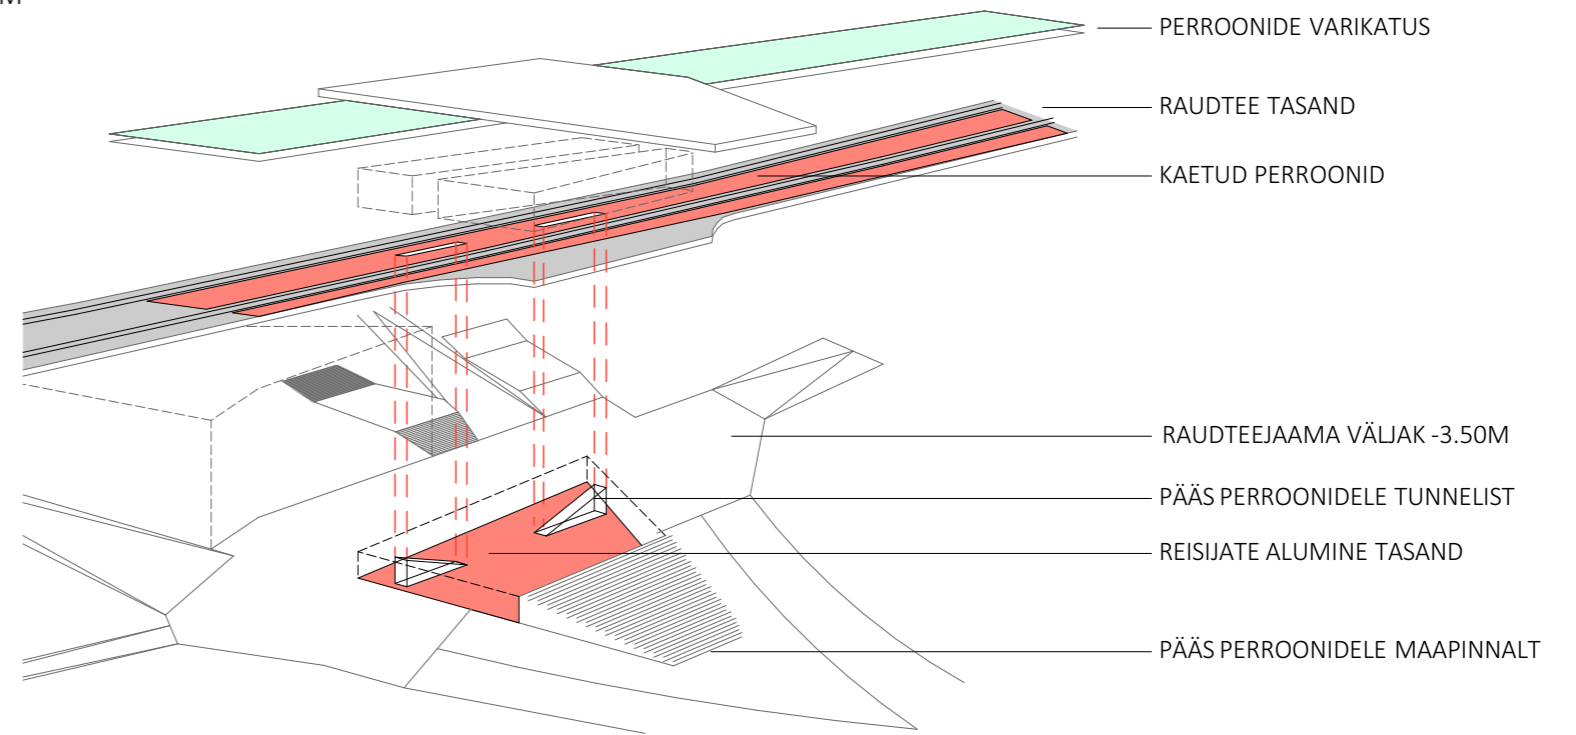 M
PERROONIDE VARIKATUS
RAUDTEE TASAND
KAETUD PERROONID
RAUDTEEJAAMA VÄLJAK -3.50M
PÄÄS PERROONIDELE TUNNELIST
REISIJATE ALUMINE TASAND
PÄÄS PERROONIDELE MAAPINNALT